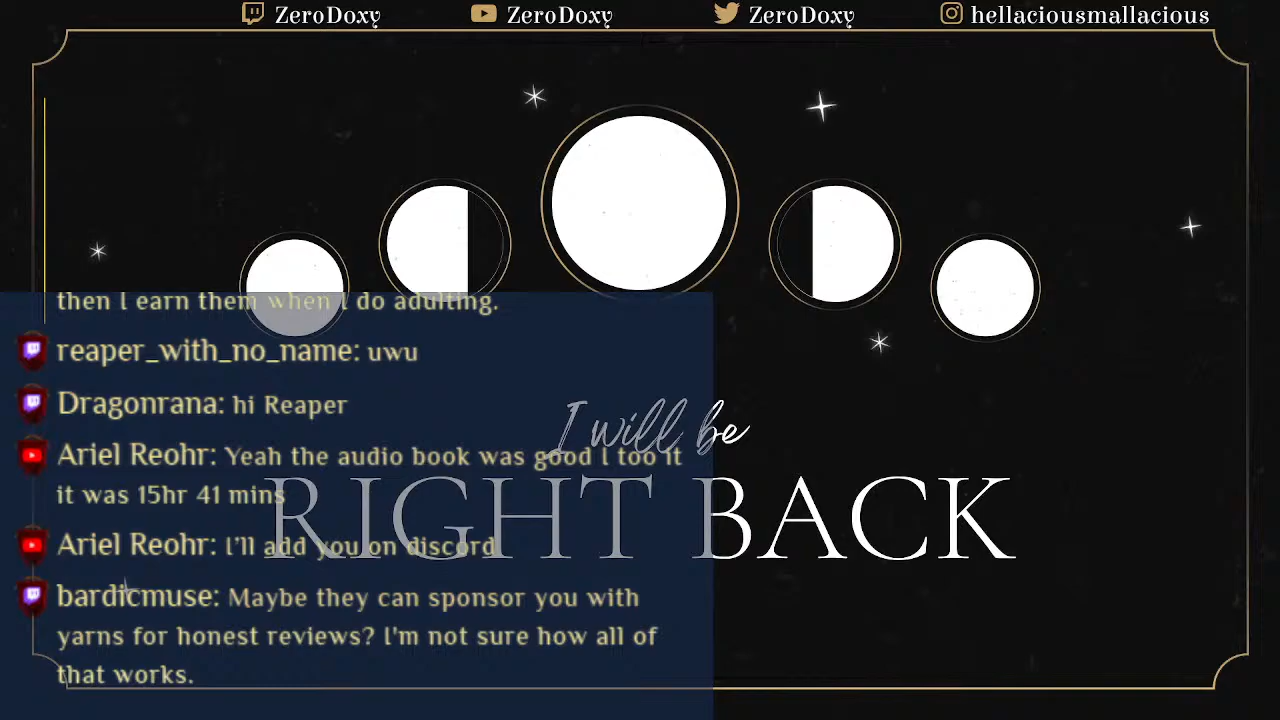 ZeroDoxy ZeroDoxy ZeroDoxy hellaciousmallacious
then I earn them when I do adulting.
reaper_with_no_name: uwu
Dragonrana: hi Reaper
Ariel Reohr: Yeah the audio book was good I too it
it was 15hr 41 mins
Ariel Reohr: I'll add you on discord
bardicmuse: Maybe they can sponsor you with
yarns for honest reviews? I'm not sure how all of
that works.
I will be
RIGHT BACK